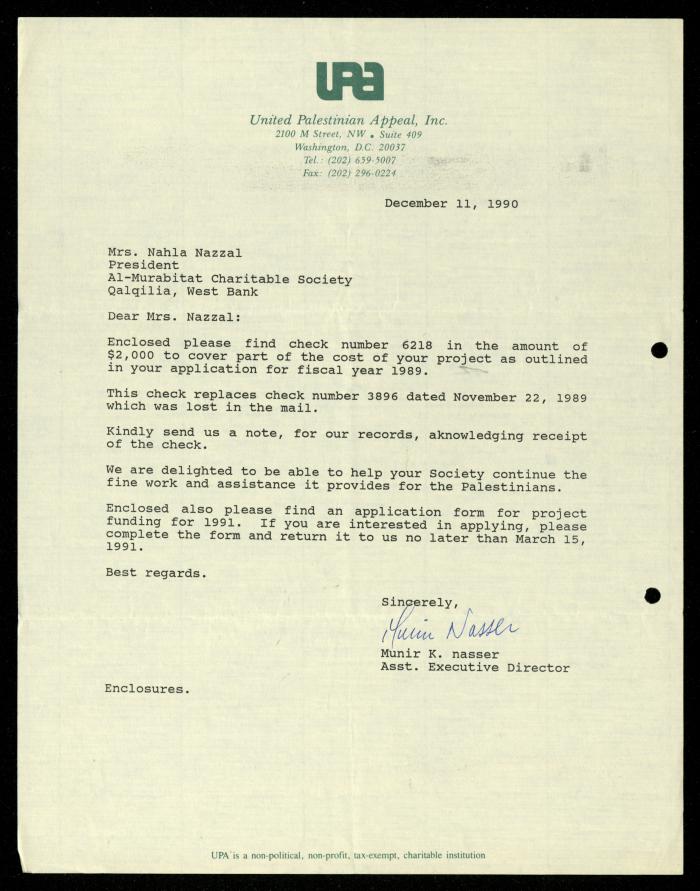 UPA
United Palestinian Appeal, Inc.
2100 M Street, NW • Suite 409
Washington, D.C. 20037
Tel.: (202) 659-5007
Fax: (202) 296-0224
December 11, 1990
Mrs. Nahla Nazzal
President
Al-Murabitat Charitable Society
Qalqilia, West Bank
Dear Mrs. Nazzal:
Enclosed please find check number 6218 in the amount of
$2,000 to cover part of the cost of your project as outlined
in your application for fiscal year 1989.
This check replaces check number 3896 dated November 22, 1989
which was lost in the mail.
Kindly send us a note, for our records, aknowledging receipt
of the check.
We are delighted to be able to help your Society continue the
fine work and assistance it provides for the Palestinians.
Enclosed also please find an application form for project
funding for 1991. If you are interested in applying, please
complete the form and return it to us no later than March 15,
1991.
Best regards.
Sincerely,
Munir Nasser
Munir K. nasser
Asst. Executive Director
Enclosures.
UPA is a non-political, non-profit, tax-exempt, charitable institution